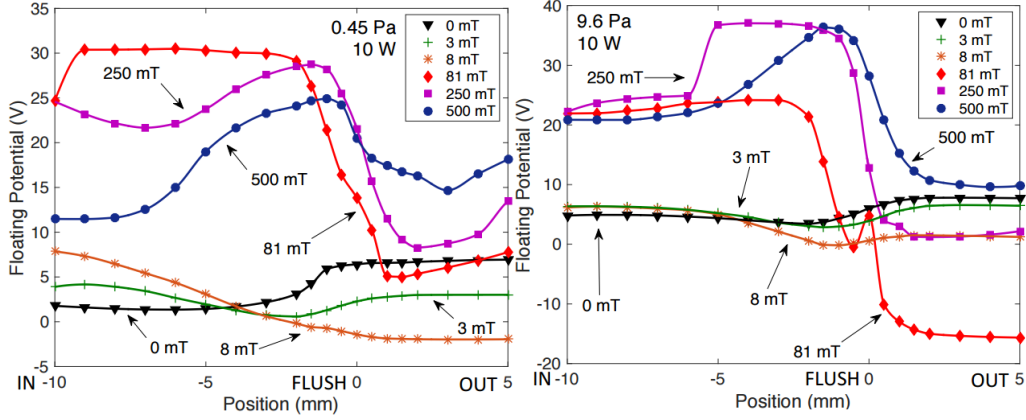 0.45 Pa
10 W
0 mT
3 mT
8 mT
81 mT
250 mT
500 mT
250 mT
500 mT
81 mT
0 mT
8 mT
3 mT
Floating Potential (V)
35
30
25
20
15
10
5
0
-5
IN -10
-5
FLUSH 0
OUT 5
Position (mm)
9.6 Pa
10 W
0 mT
3 mT
8 mT
81 mT
250 mT
500 mT
250 mT
500 mT
3 mT
0 mT
8 mT
81 mT
Floating Potential (V)
40
30
20
10
0
-10
-20
IN -10
-5
FLUSH 0
OUT 5
Position (mm)